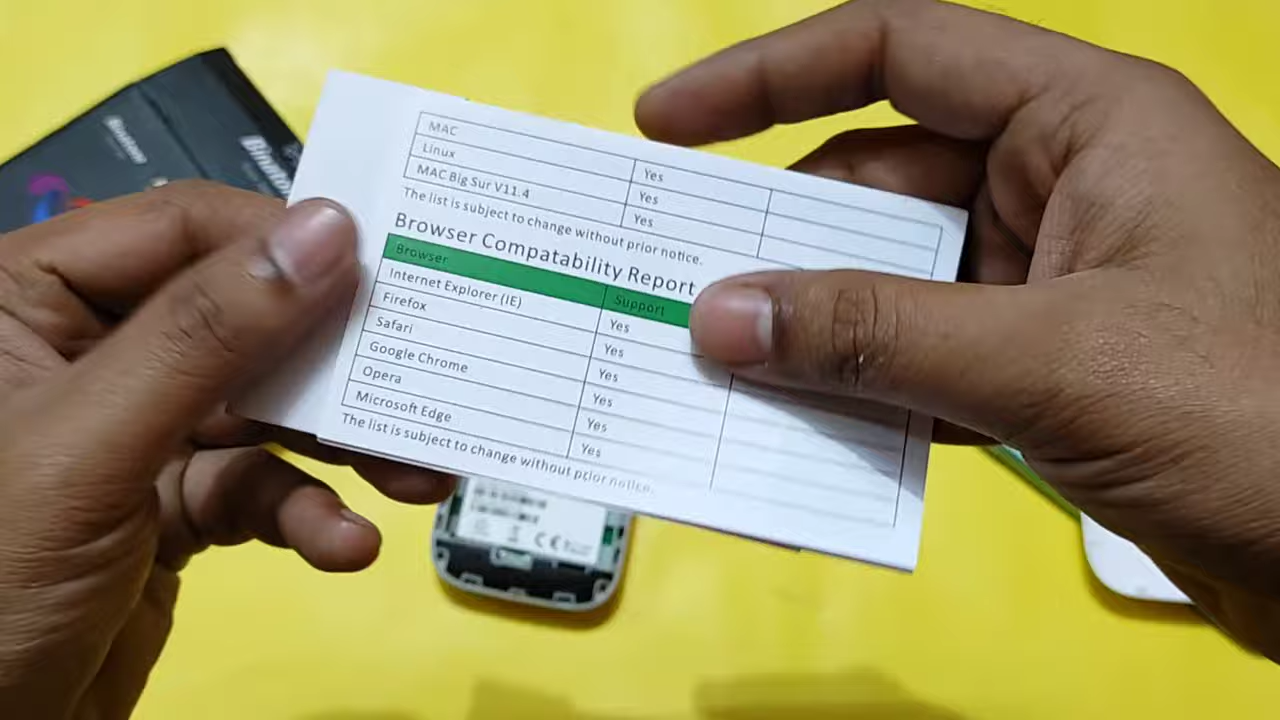 MAC
Yes
Linux
Yes
MAC Big Sur V11.4
Yes
The list is subject to change without prior notice.
Browser Compatability Report
Browser Support
Internet Explorer (IE) Yes
Firefox Yes
Safari Yes
Google Chrome Yes
Opera Yes
Microsoft Edge Yes
The list is subject to change without prior notice.
CE